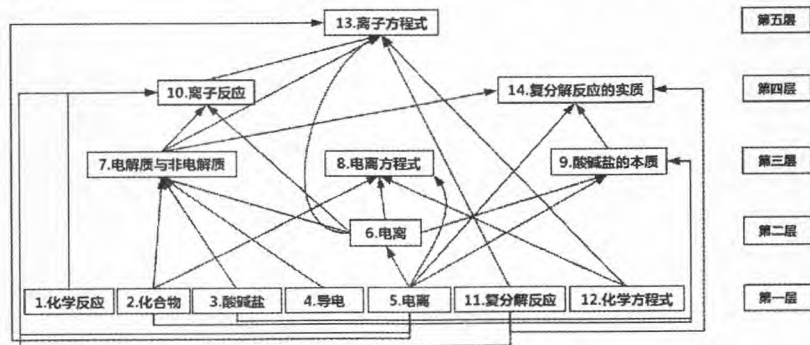 13.离子方程式
第五层
10.离子反应
14.复分解反应的实质
第四层
7.电解质与非电解质
8.电离方程式
9.酸碱盐的本质
第三层
6.电离
第二层
1.化学反应
2.化合物
3.酸碱盐
4.导电
5.电离
11.复分解反应
12.化学方程式
第一层